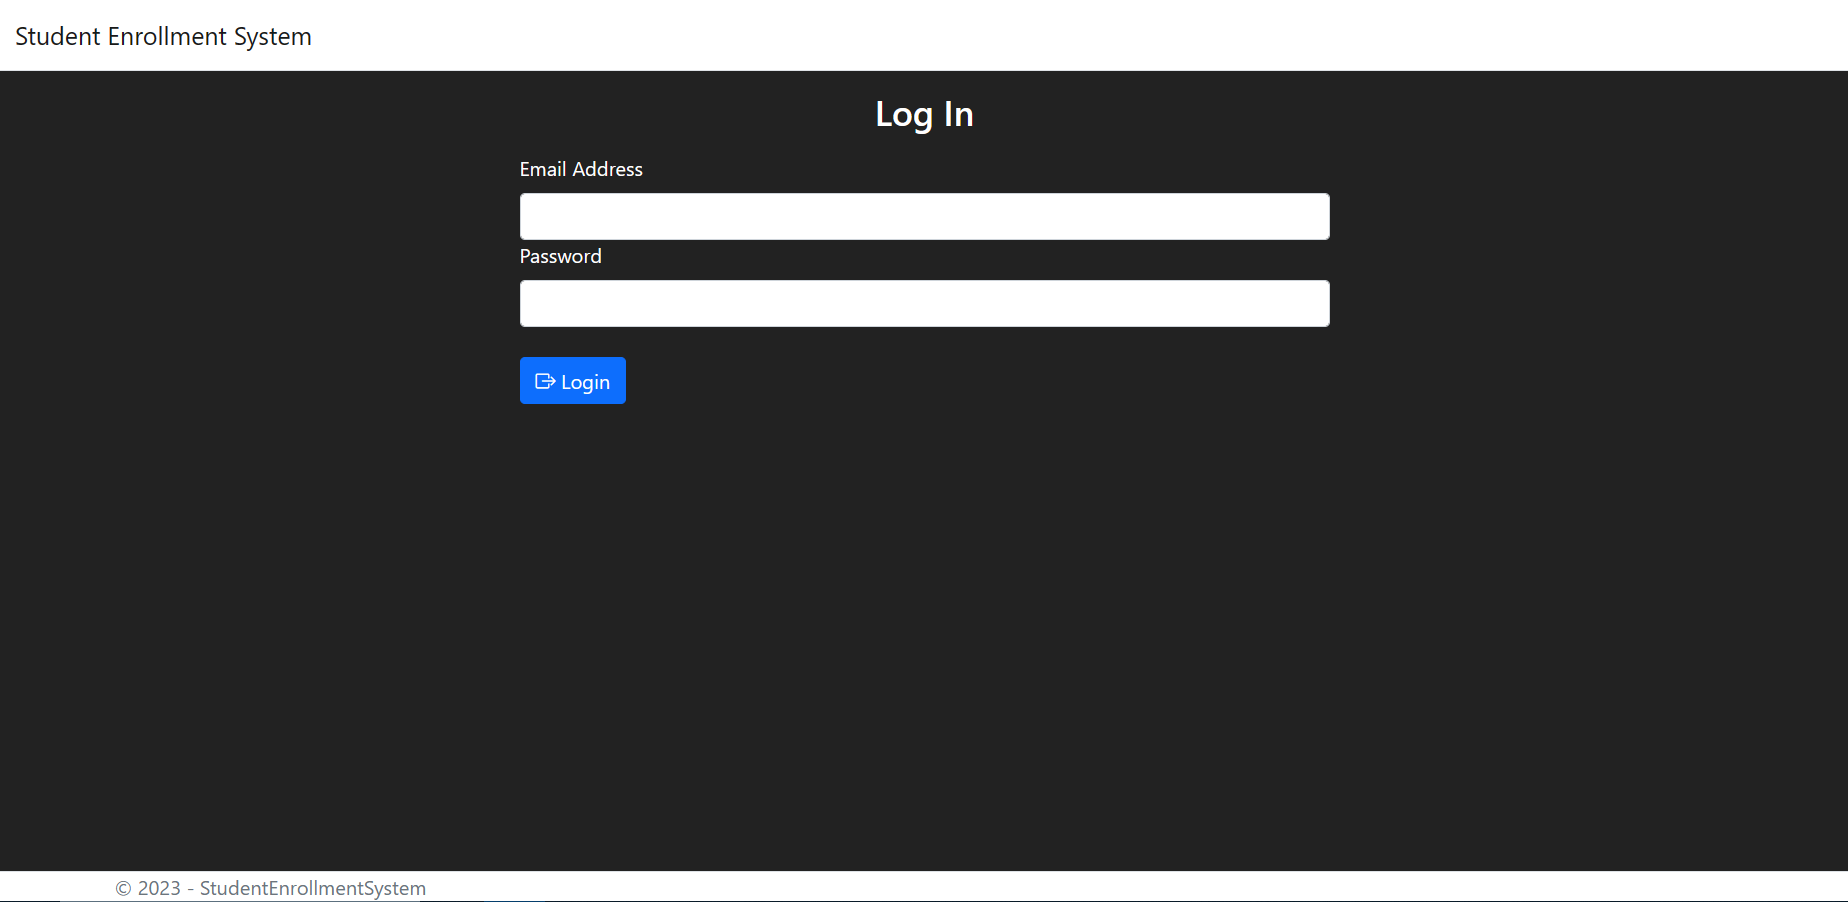 Student Enrollment System
Log In
Email Address
Password
Login
© 2023 - StudentEnrollmentSystem